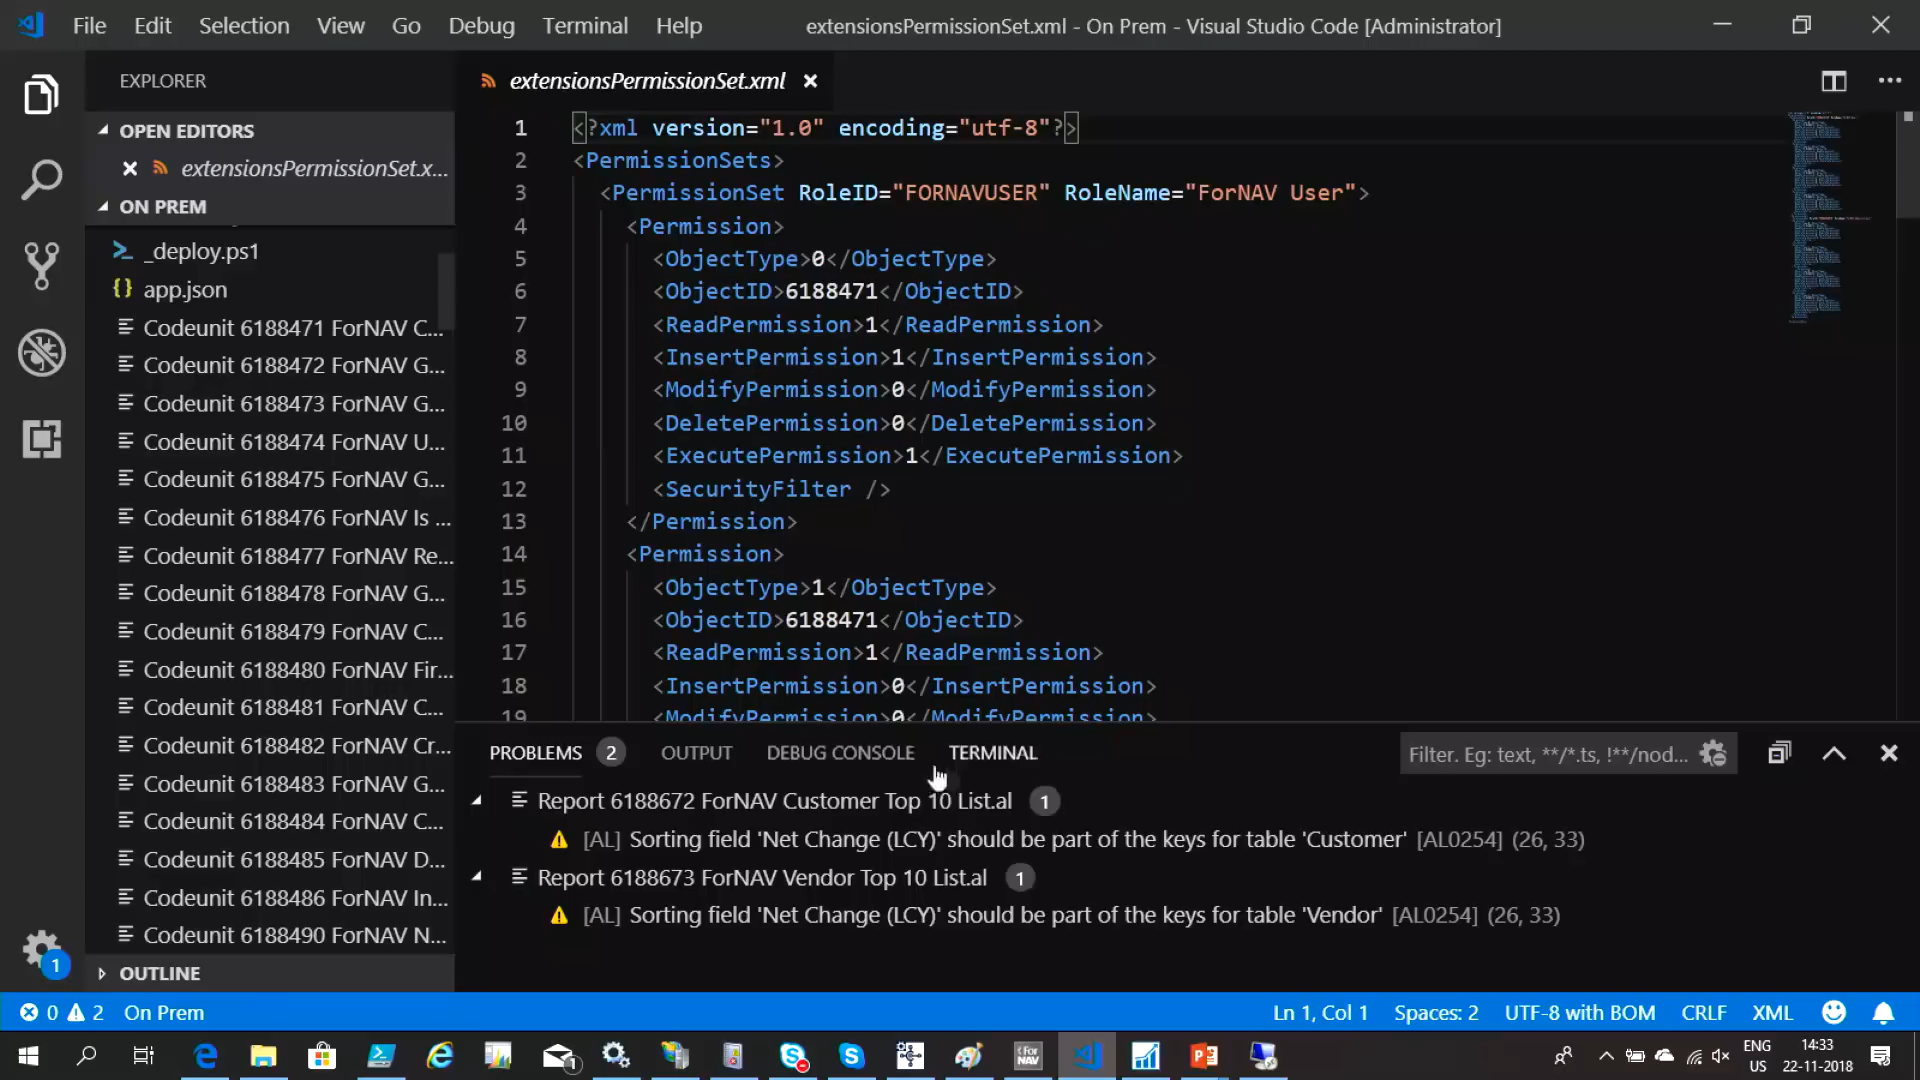 File Edit Selection View Go Debug Terminal Help
extensionsPermissionSet.xml - On Prem - Visual Studio Code [Administrator]
EXPLORER
OPEN EDITORS
extensionsPermissionSet.x...
ON PREM
_deploy.ps1
app.json
Codeunit 6188471 ForNAV C...
Codeunit 6188472 ForNAV G...
Codeunit 6188473 ForNAV G...
Codeunit 6188474 ForNAV U...
Codeunit 6188475 ForNAV G...
Codeunit 6188476 ForNAV Is ...
Codeunit 6188477 ForNAV Re...
Codeunit 6188478 ForNAV G...
Codeunit 6188479 ForNAV C...
Codeunit 6188480 ForNAV Fir...
Codeunit 6188481 ForNAV C...
Codeunit 6188482 ForNAV Cr...
Codeunit 6188483 ForNAV G...
Codeunit 6188484 ForNAV C...
Codeunit 6188485 ForNAV D...
Codeunit 6188486 ForNAV In...
Codeunit 6188490 ForNAV N...
OUTLINE
1
extensionsPermissionSet.xml
1 <?xml version="1.0" encoding="utf-8"?>
2 <PermissionSets>
3 <PermissionSet RoleID="FORNAVUSER" RoleName="ForNAV User">
4 <Permission>
5 <ObjectType>0</ObjectType>
6 <ObjectID>6188471</ObjectID>
7 <ReadPermission>1</ReadPermission>
8 <InsertPermission>1</InsertPermission>
9 <ModifyPermission>0</ModifyPermission>
10 <DeletePermission>0</DeletePermission>
11 <ExecutePermission>1</ExecutePermission>
12 <SecurityFilter />
13 </Permission>
14 <Permission>
15 <ObjectType>1</ObjectType>
16 <ObjectID>6188471</ObjectID>
17 <ReadPermission>1</ReadPermission>
18 <InsertPermission>0</InsertPermission>
19 <ModifyPermission>0</ModifyPermission>
PROBLEMS 2 OUTPUT DEBUG CONSOLE TERMINAL
Filter. Eg: text, **/*.ts, !**/nod...
Report 6188672 ForNAV Customer Top 10 List.al 1
[AL] Sorting field 'Net Change (LCY)' should be part of the keys for table 'Customer' [AL0254] (26, 33)
Report 6188673 ForNAV Vendor Top 10 List.al 1
[AL] Sorting field 'Net Change (LCY)' should be part of the keys for table 'Vendor' [AL0254] (26, 33)
0 2 On Prem
Ln 1, Col 1 Spaces: 2 UTF-8 with BOM CRLF XML
ENG
US
14:33
22-11-2018